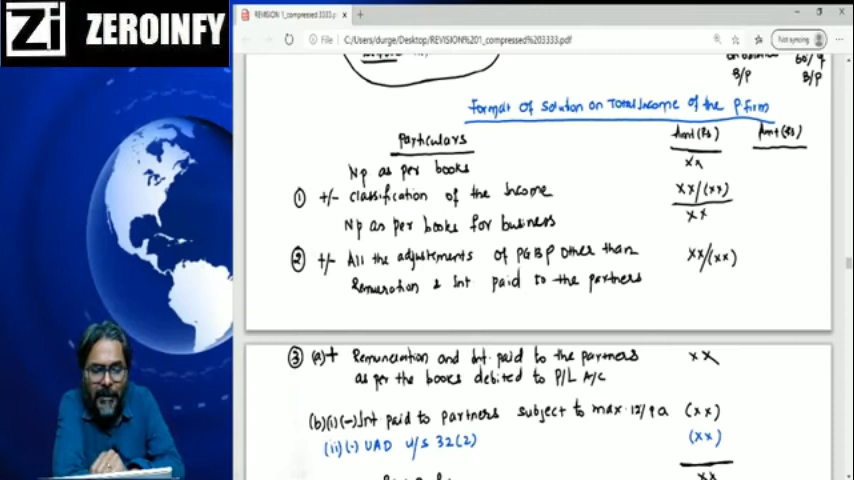 Zi ZEROINFY
REVISION 1_compressed 3333.pdf
File C:/Users/durge/Desktop/REVISION%201_compressed%203333.pdf
Not syncing
B/P B/P
Format of Solution on Total Income of the P firm
Particulars Amt (Rs) Amt (Rs)
NP as per books xx
① +/- Classification of the Income xx/(xx)
NP as per books for business xx
② +/- All the adjustements of PGBP other than xx/(xx)
Remuneration & Int paid to the partners
③ (a)+ Remuneration and Int. paid to the partners xx
as per the books debited to P/L A/C
(b)(i)(-) Int paid to partners subject to max. 12% p.a (xx)
(ii)(-) UAD u/s 32(2) (xx)
xx